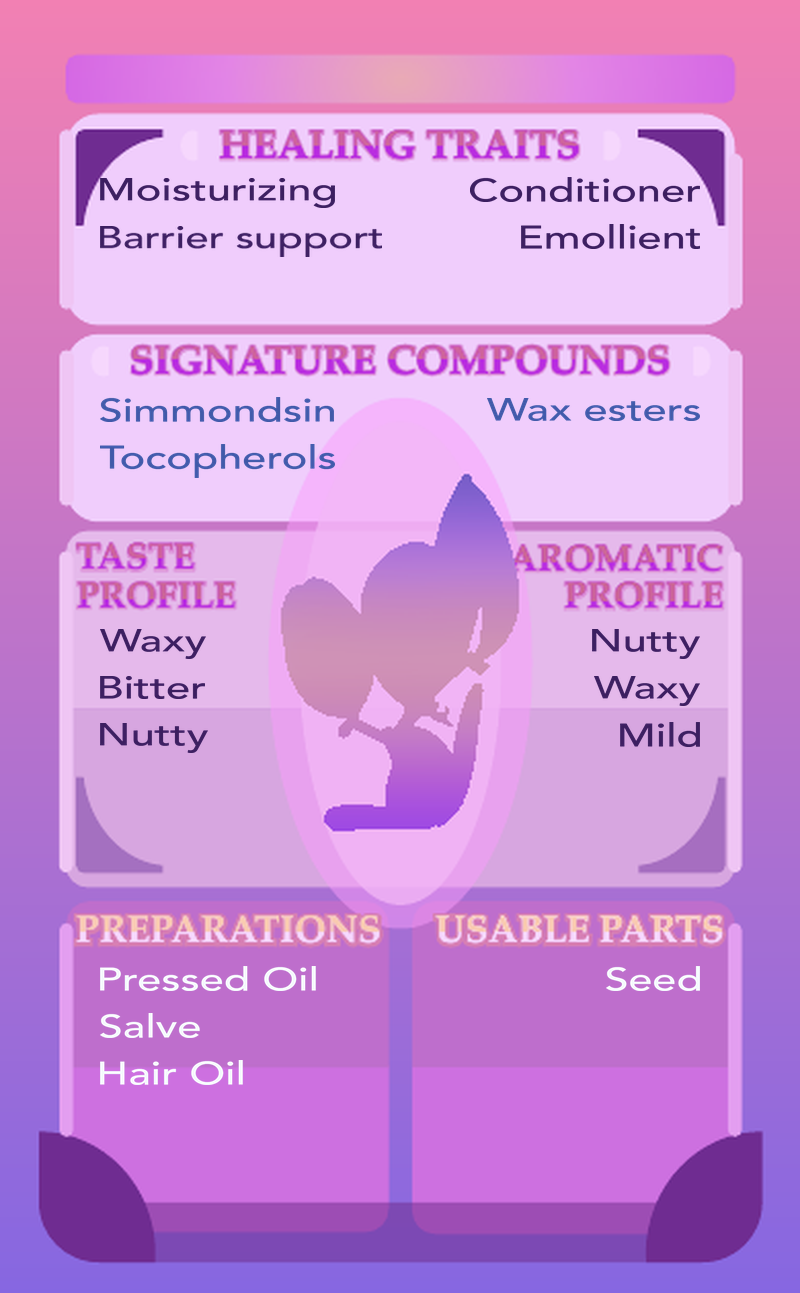 HEALING TRAITS
Moisturizing Conditioner
Barrier support Emollient
SIGNATURE COMPOUNDS
Simmondsin Wax esters
Tocopherols
TASTE
PROFILE
Waxy
Bitter
Nutty
AROMATIC
PROFILE
Nutty
Waxy
Mild
PREPARATIONS
Pressed Oil
Salve
Hair Oil
USABLE PARTS
Seed